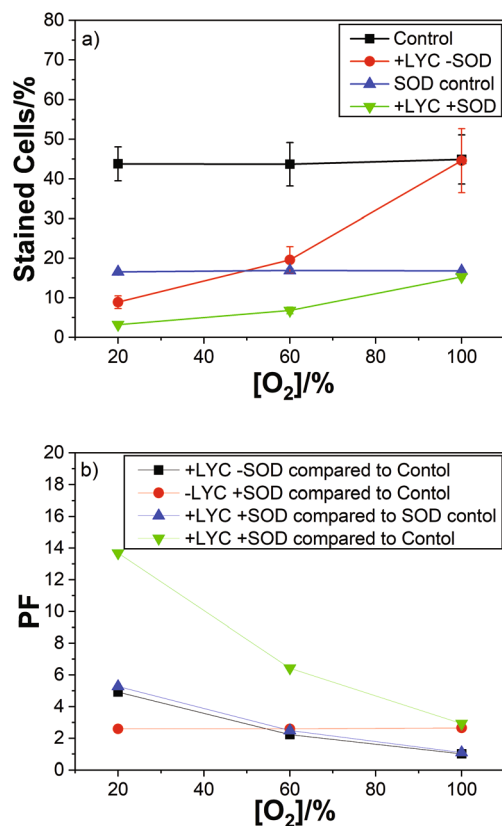 a)
Control
+LYC -SOD
SOD control
+LYC +SOD
Stained Cells/%
80
70
60
50
40
30
20
10
0
20 40 60 80 100
[O₂]/%
b)
+LYC -SOD compared to Contol
-LYC +SOD compared to Contol
+LYC +SOD compared to SOD contol
+LYC +SOD compared to Contol
PF
20
18
16
14
12
10
8
6
4
2
0
20 40 60 80 100
[O₂]/%